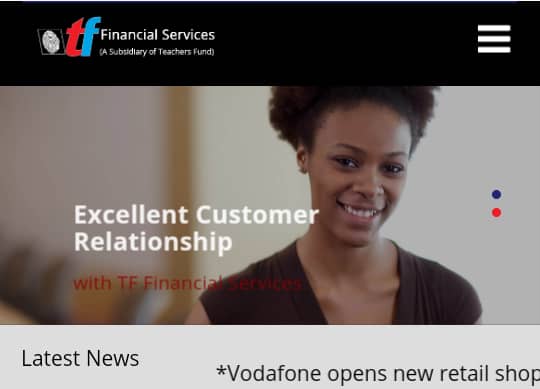 tf Financial Services
(A Subsidiary of Teachers Fund)
Excellent Customer
Relationship
with TF Financial Services
Latest News
*Vodafone opens new retail shop